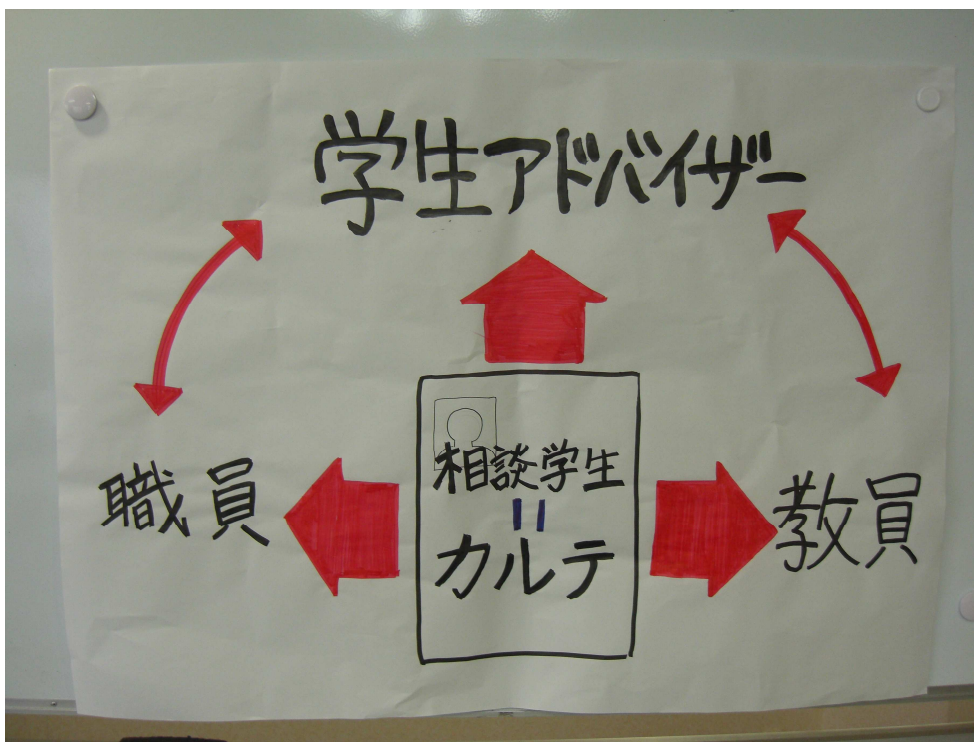 学生アドバイザー
職員
相談学生
=
カルテ
教員